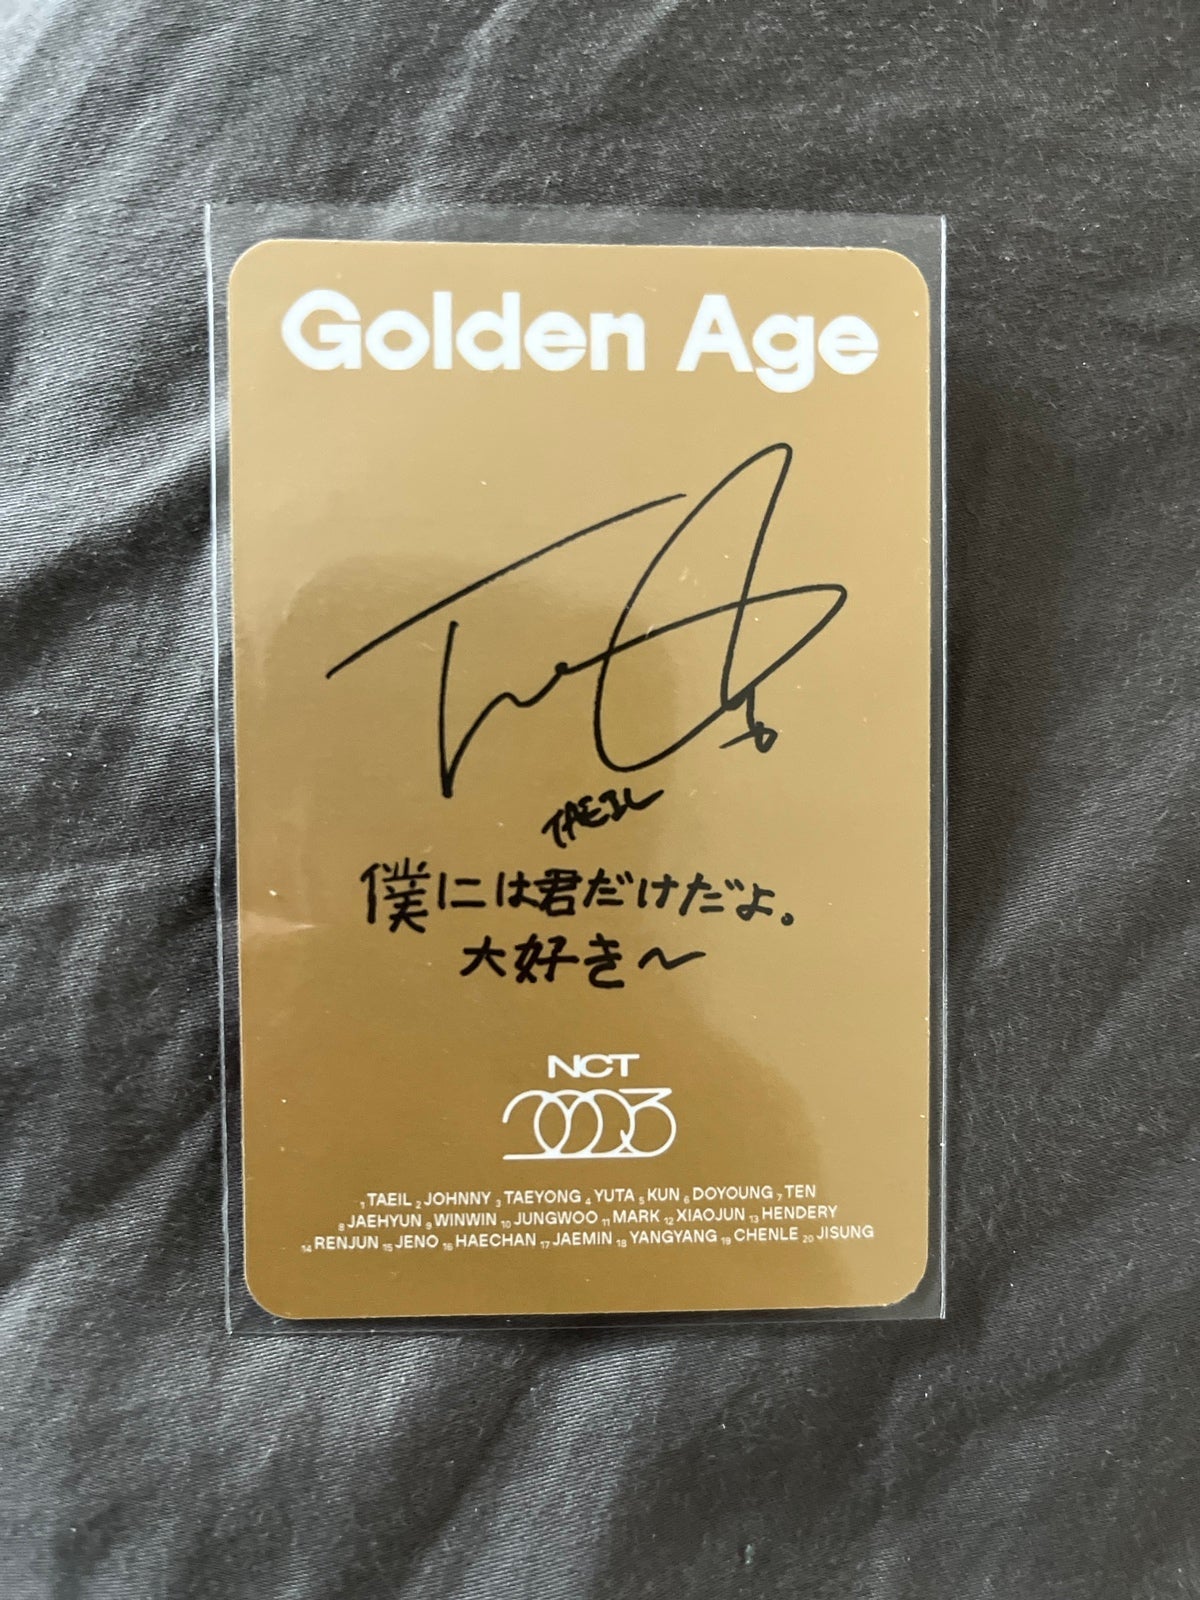 Golden Age
TAEIL
僕には君だけだよ。
大好き〜
NCT
2023
1 TAEIL 2 JOHNNY 3 TAEYONG 4 YUTA 5 KUN 6 DOYOUNG 7 TEN
8 JAEHYUN 9 WINWIN 10 JUNGWOO 11 MARK 12 XIAOJUN 13 HENDERY
14 RENJUN 15 JENO 16 HAECHAN 17 JAEMIN 18 YANGYANG 19 CHENLE 20 JISUNG